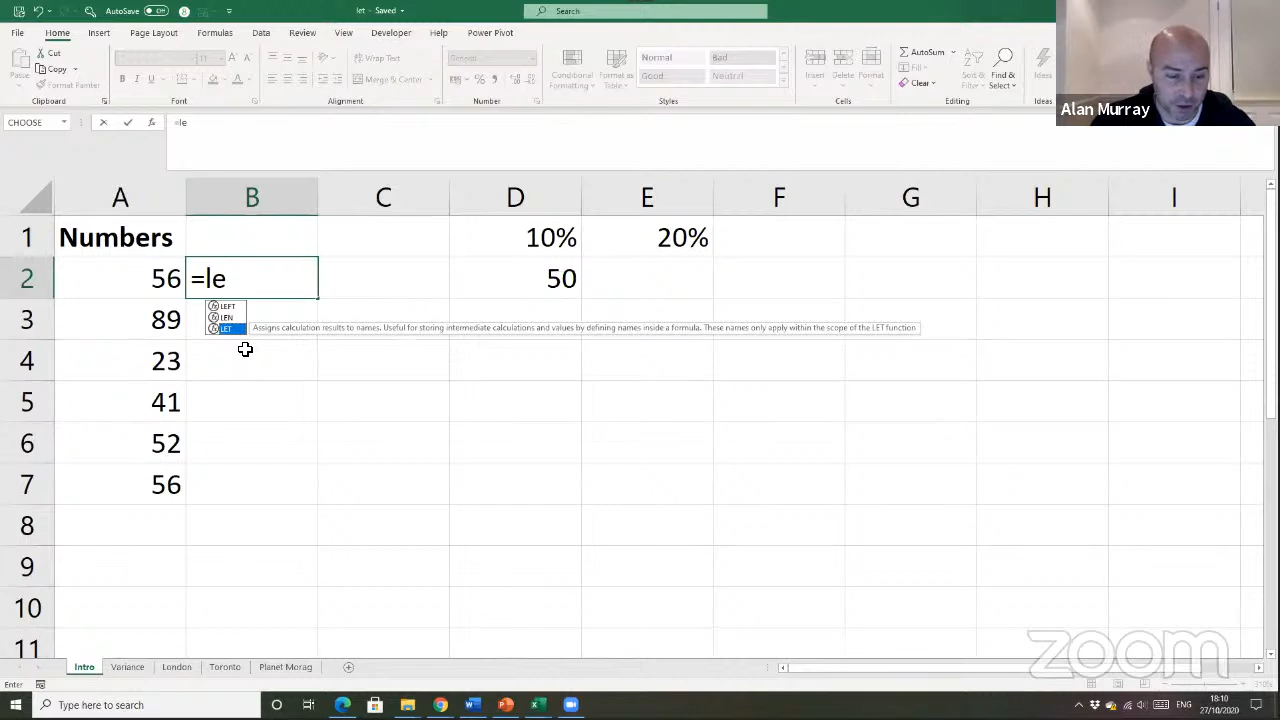 AutoSave Off
let - Saved
Search
File Home Insert Page Layout Formulas Data Review View Developer Help Power Pivot
Paste
Cut
Copy
Format Painter
Clipboard
11
B I U
Font
Wrap Text
Merge & Center
Alignment
General
Number
Conditional Formatting
Format as Table
Normal Bad
Good Neutral
Styles
Insert Delete Format
Cells
AutoSum
Fill
Clear
Sort & Filter
Find & Select
Editing
Ideas
Alan Murray
CHOOSE =le
A B C D E F G H I
1 Numbers 10% 20%
2 56 =le 50
LEFT
LEN
LET Assigns calculation results to names. Useful for storing intermediate calculations and values by defining names inside a formula. These names only apply within the scope of the LET function
3 89
4 23
5 41
6 52
7 56
8
9
10
11
zoom
Intro Variance London Toronto Planet Morag
Enter 310%
Type here to search
ENG
18:10
27/10/2020